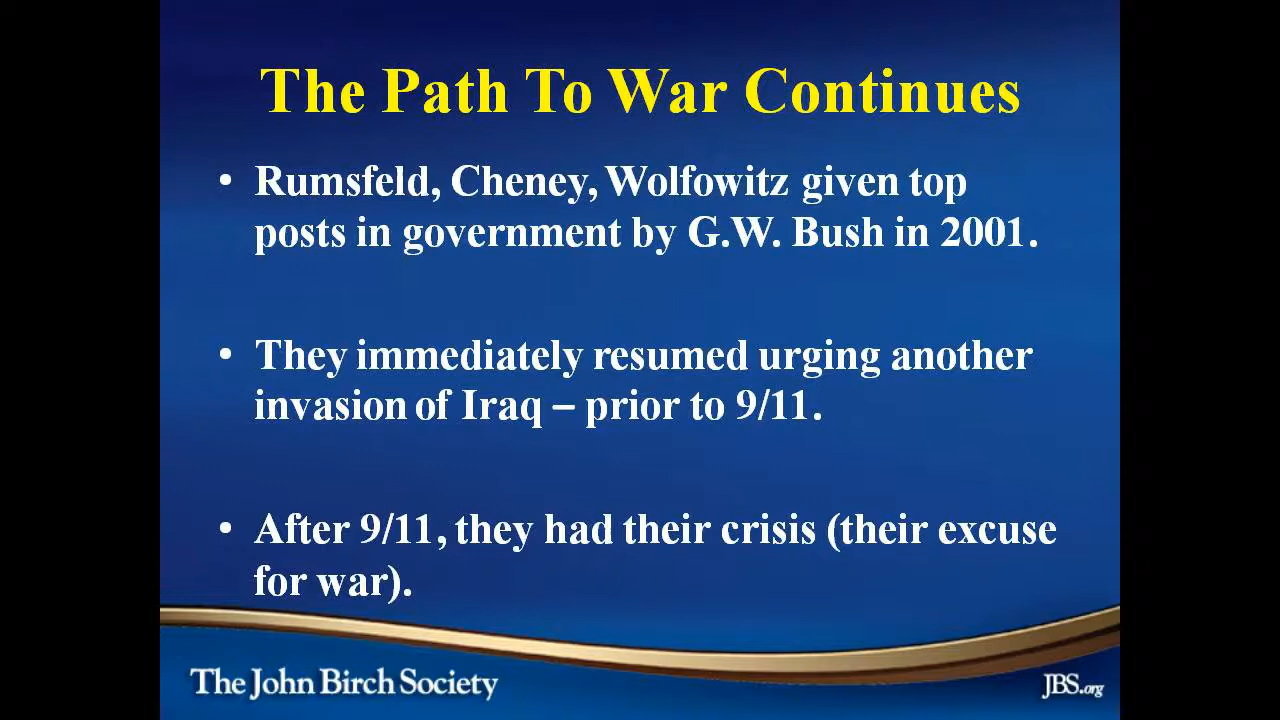 The Path To War Continues
• Rumsfeld, Cheney, Wolfowitz given top
posts in government by G.W. Bush in 2001.
• They immediately resumed urging another
invasion of Iraq – prior to 9/11.
• After 9/11, they had their crisis (their excuse
for war).
The John Birch Society
JBS.org